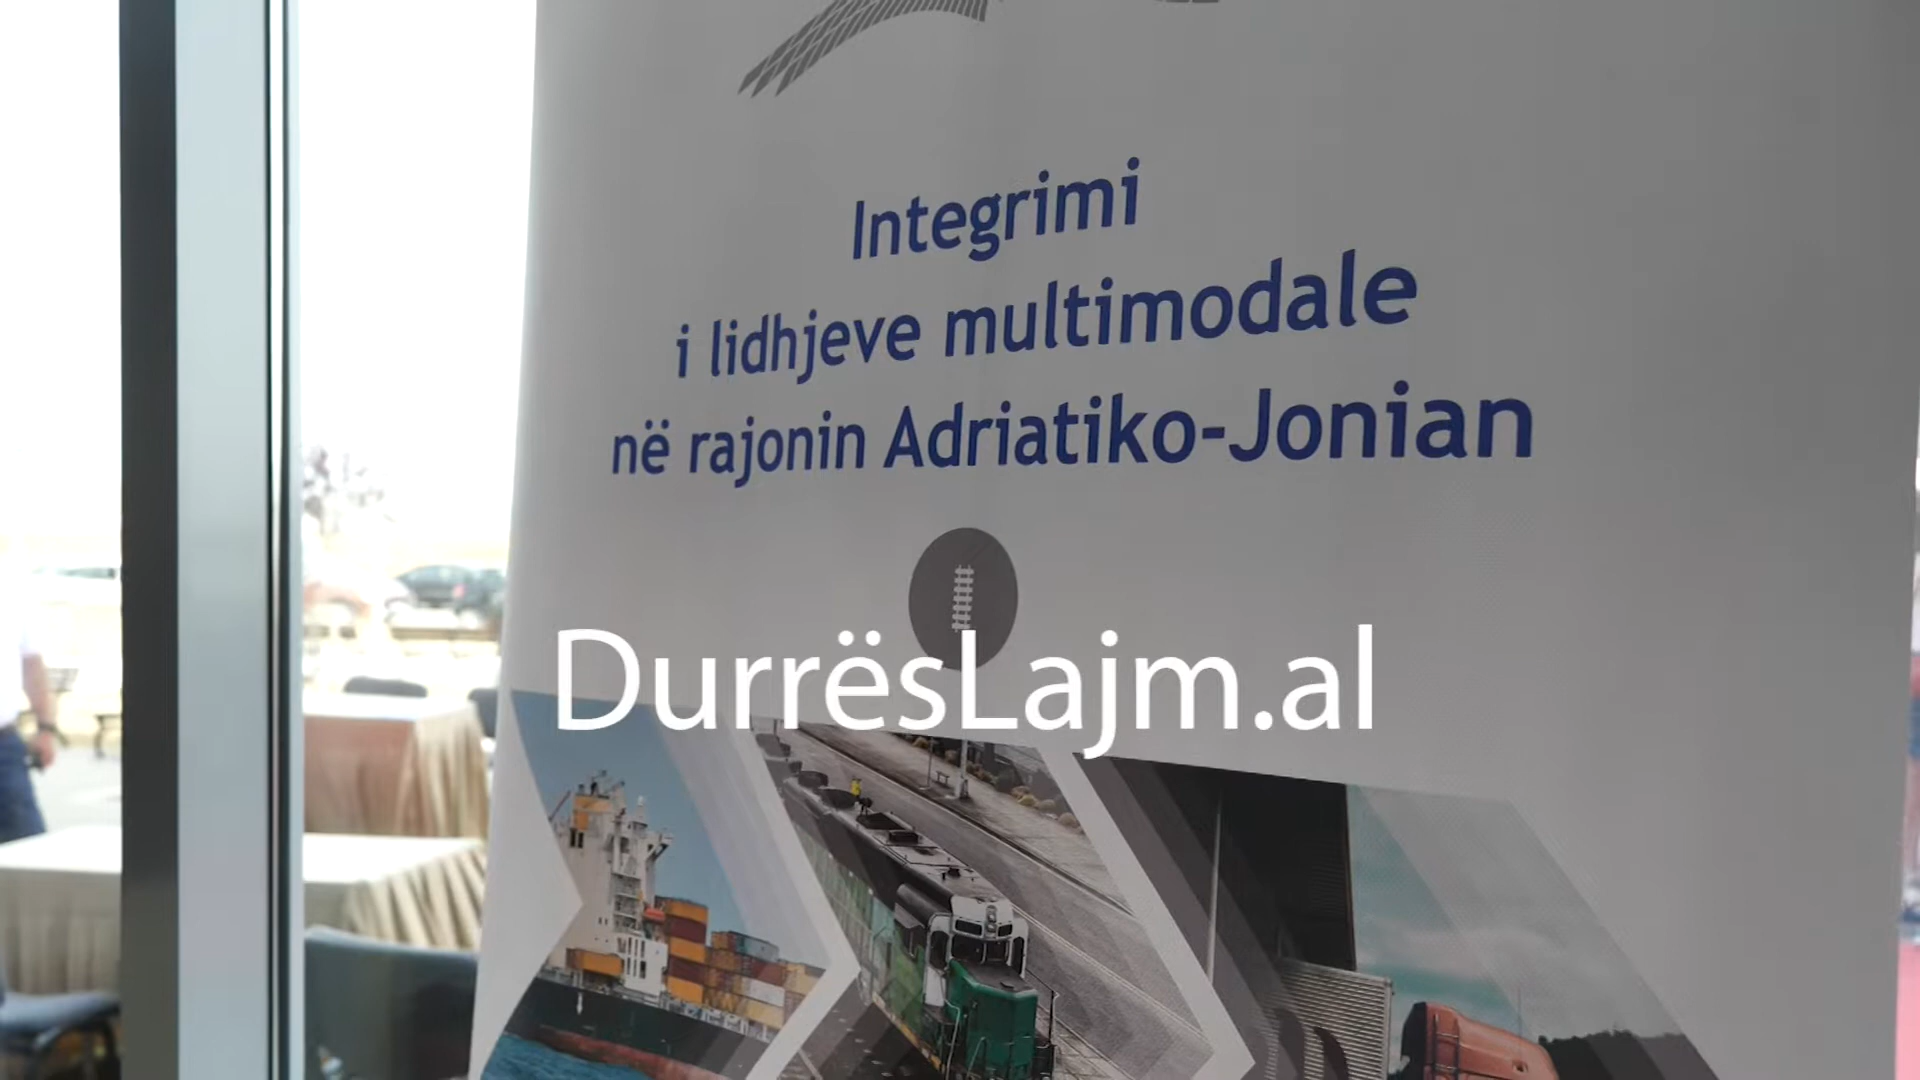 Integrimi
i lidhjeve multimodale
në rajonin Adriatiko-Jonian
DurrësLajm.al